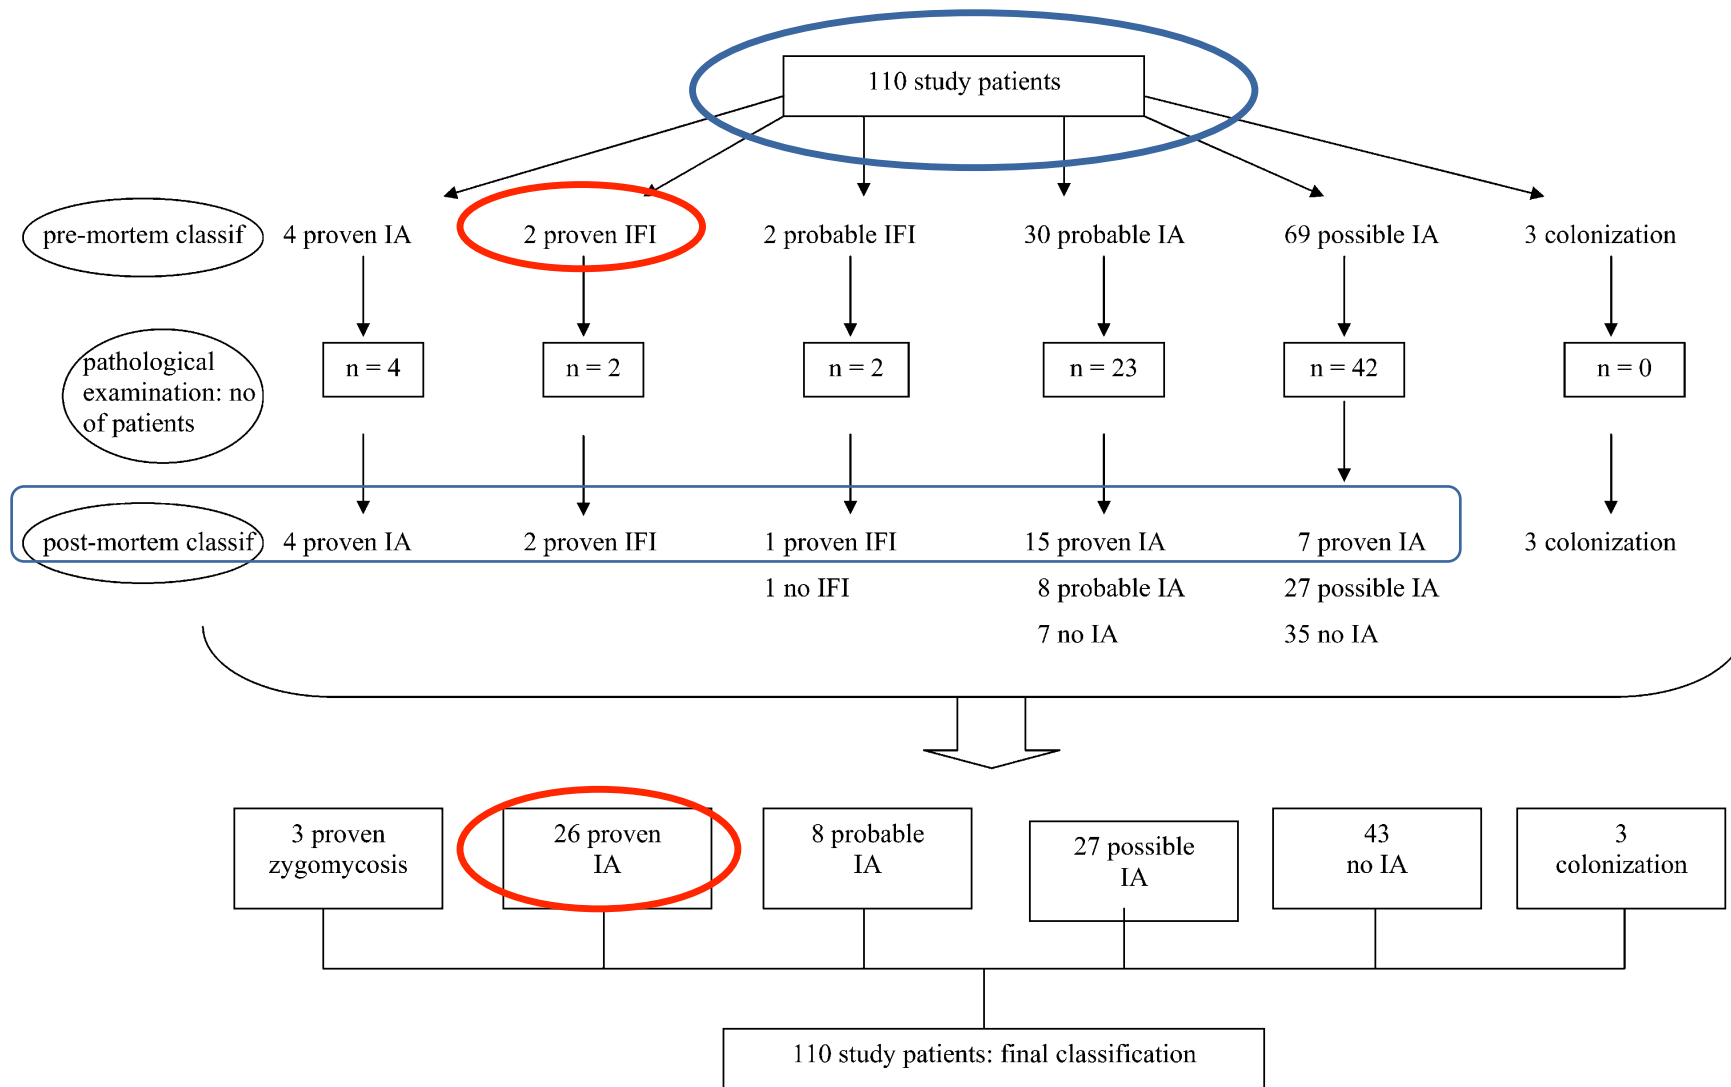 110 study patients
pre-mortem classif
4 proven IA
2 proven IFI
2 probable IFI
30 probable IA
69 possible IA
3 colonization
pathological
examination: no
of patients
n = 4
n = 2
n = 2
n = 23
n = 42
n = 0
post-mortem classif
4 proven IA
2 proven IFI
1 proven IFI
15 proven IA
7 proven IA
3 colonization
1 no IFI
8 probable IA
27 possible IA
7 no IA
35 no IA
3 proven
zygomycosis
26 proven
IA
8 probable
IA
27 possible
IA
43
no IA
3
colonization
110 study patients: final classification